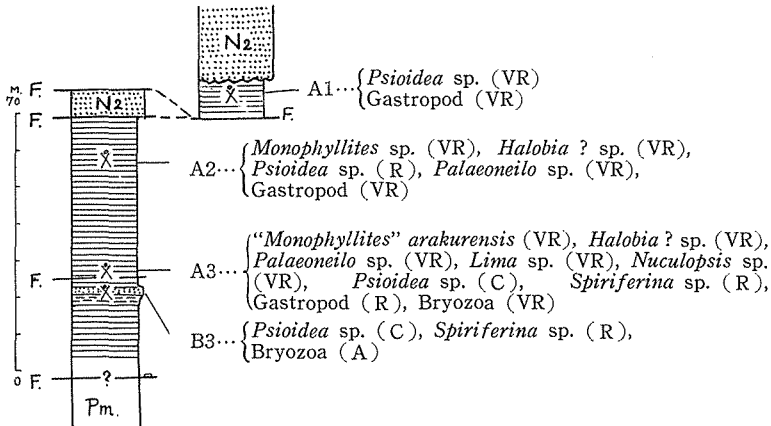 N2
M.
70
F.
N2
A1…{Psioidea sp. (VR)
Gastropod (VR)
F.
F.
A2…{Monophyllites sp. (VR), Halobia ? sp. (VR),
Psioidea sp. (R), Palaeoneilo sp. (VR),
Gastropod (VR)
F.
A3…{“Monophyllites” arakurensis (VR), Halobia ? sp. (VR),
Palaeoneilo sp. (VR), Lima sp. (VR), Nuculopsis sp.
(VR), Psioidea sp. (C), Spiriferina sp. (R),
Gastropod (R), Bryozoa (VR)
B3…{Psioidea sp. (C), Spiriferina sp. (R),
Bryozoa (A)
0 F.
?
Pm.